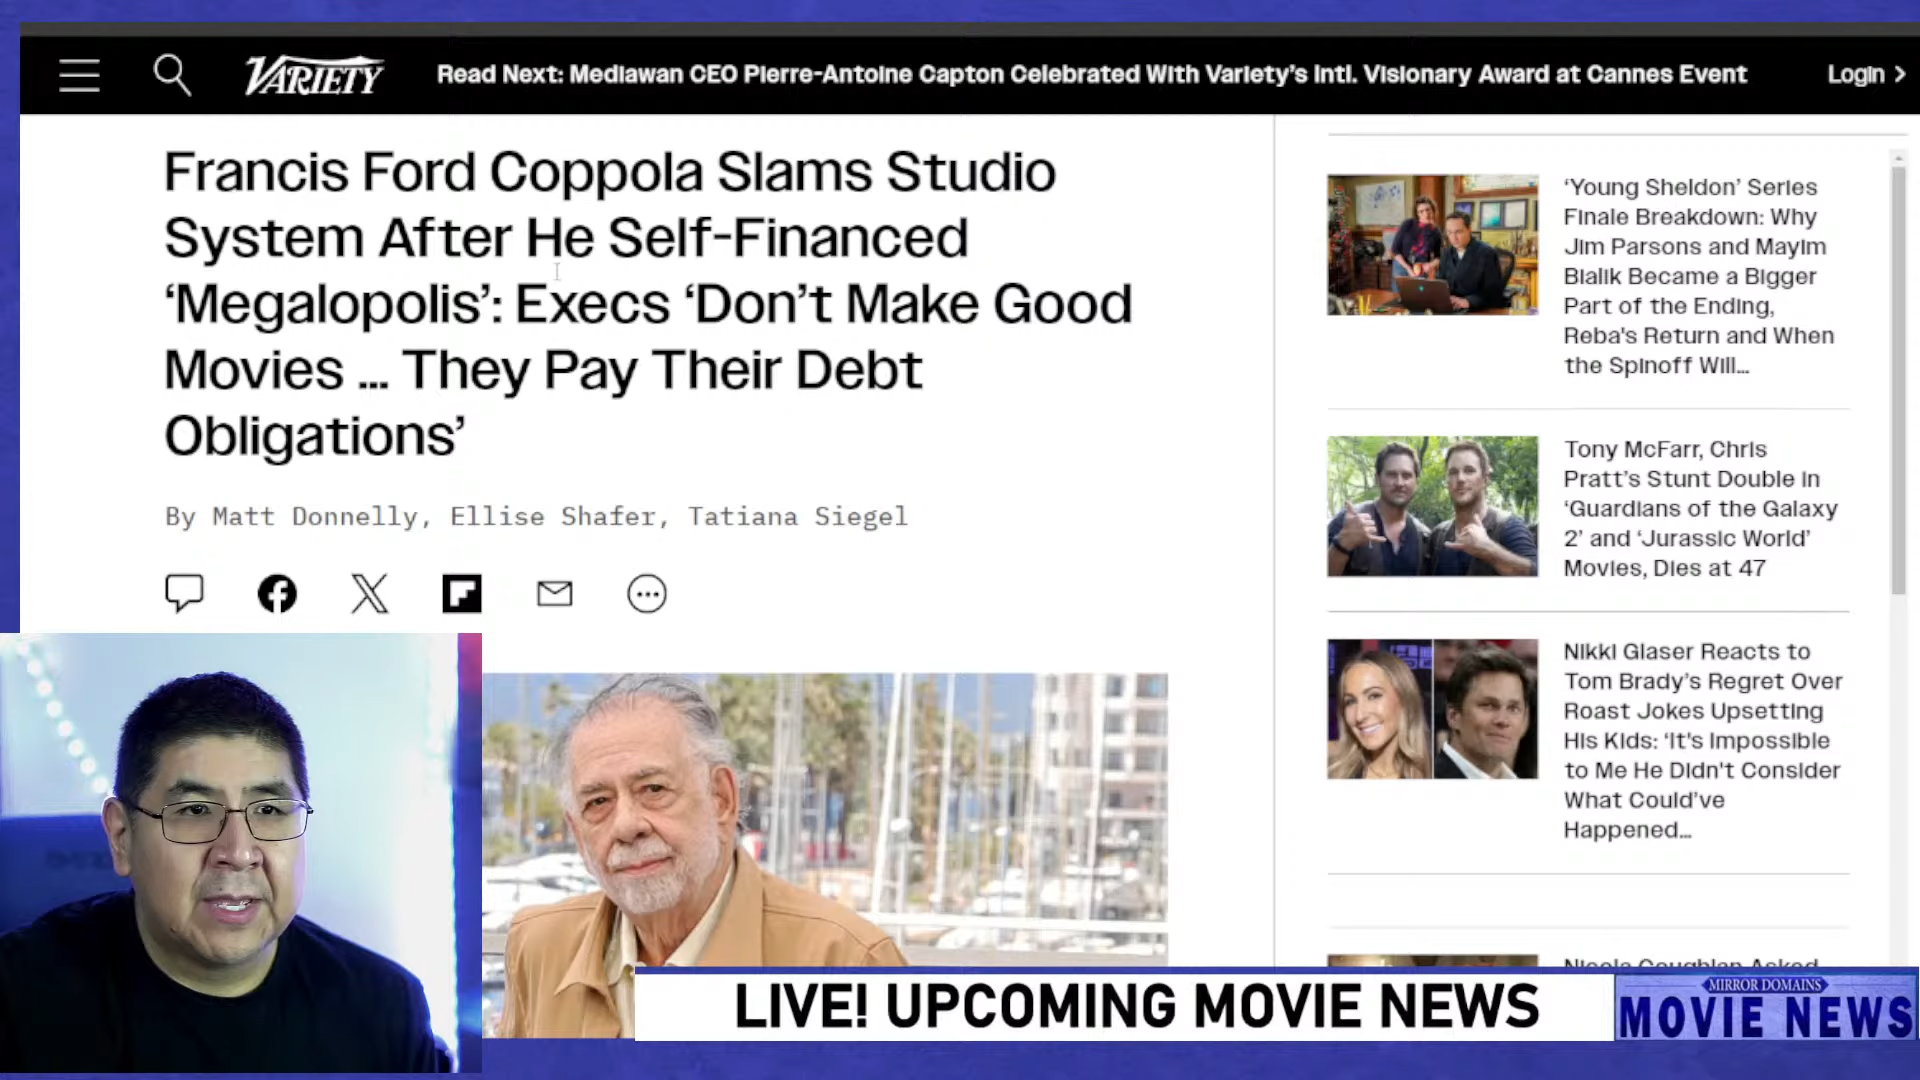 VARIETY
Read Next: Mediawan CEO Pierre-Antoine Capton Celebrated With Variety's Intl. Visionary Award at Cannes Event
Login >
Francis Ford Coppola Slams Studio
System After He Self-Financed
‘Megalopolis’: Execs ‘Don’t Make Good
Movies … They Pay Their Debt
Obligations’
By Matt Donnelly, Ellise Shafer, Tatiana Siegel
‘Young Sheldon’ Series
Finale Breakdown: Why
Jim Parsons and Mayim
Bialik Became a Bigger
Part of the Ending,
Reba's Return and When
the Spinoff Will...
Tony McFarr, Chris
Pratt’s Stunt Double in
‘Guardians of the Galaxy
2’ and ‘Jurassic World’
Movies, Dies at 47
Nikki Glaser Reacts to
Tom Brady’s Regret Over
Roast Jokes Upsetting
His Kids: ‘It's Impossible
to Me He Didn't Consider
What Could’ve
Happened...
Nicola Coughlan Asked
LIVE! UPCOMING MOVIE NEWS
MIRROR DOMAINS
MOVIE NEWS